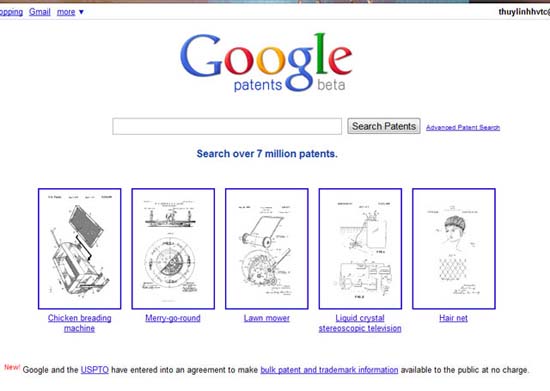 opping Gmail more ▼ thuylinhhvtc@
Google
patents beta
Search Patents Advanced Patent Search
Search over 7 million patents.
Chicken breading machine
Merry-go-round
Lawn mower
Liquid crystal stereoscopic television
Hair net
New! Google and the USPTO have entered into an agreement to make bulk patent and trademark information available to the public at no charge.